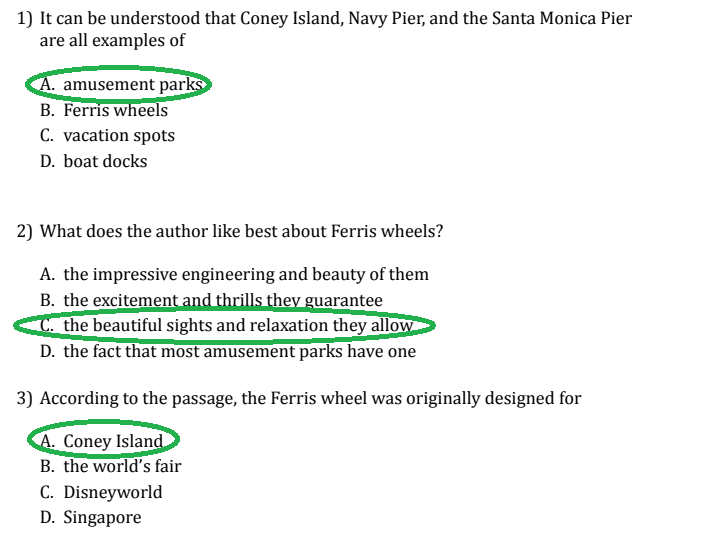 1) It can be understood that Coney Island, Navy Pier, and the Santa Monica Pier
are all examples of
A. amusement parks
B. Ferris wheels
C. vacation spots
D. boat docks
2) What does the author like best about Ferris wheels?
A. the impressive engineering and beauty of them
B. the excitement and thrills they guarantee
C. the beautiful sights and relaxation they allow
D. the fact that most amusement parks have one
3) According to the passage, the Ferris wheel was originally designed for
A. Coney Island
B. the world's fair
C. Disneyworld
D. Singapore